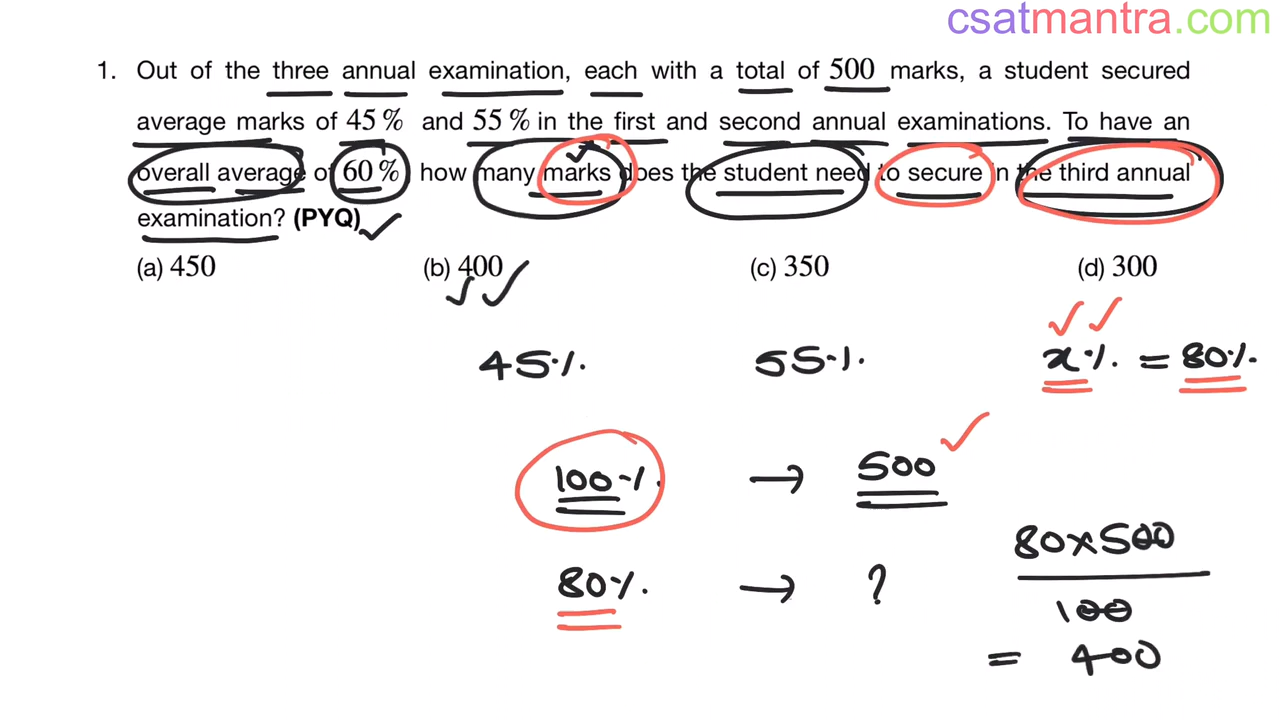 csatmantra.com
1. Out of the three annual examination, each with a total of 500 marks, a student secured
average marks of 45 % and 55 % in the first and second annual examinations. To have an
overall average of 60 % how many marks does the student need to secure in the third annual
examination? (PYQ)
(a) 450 (b) 400 (c) 350 (d) 300
45% 55% x% = 80%
100% → 500
80% → ?
80×500
100
= 400